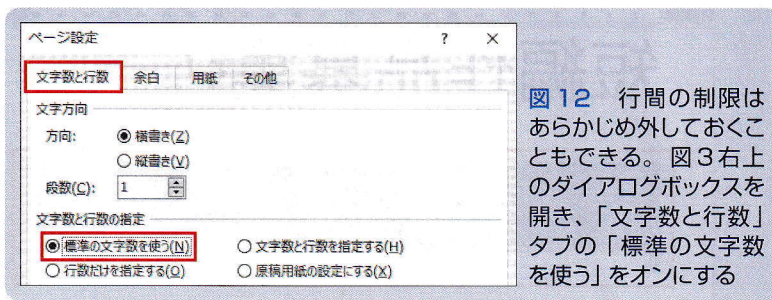 ページ設定 ? ×
文字数と行数 余白 用紙 その他
文字方向
方向: 横書き(Z)
縦書き(V)
段数(C): 1
文字数と行数の指定
標準の文字数を使う(N) 文字数と行数を指定する(H)
行数だけを指定する(O) 原稿用紙の設定にする(X)
図12 行間の制限は
あらかじめ外しておくこ
ともできる。図3右上
のダイアログボックスを
開き、「文字数と行数」
タブの「標準の文字数
を使う」をオンにする